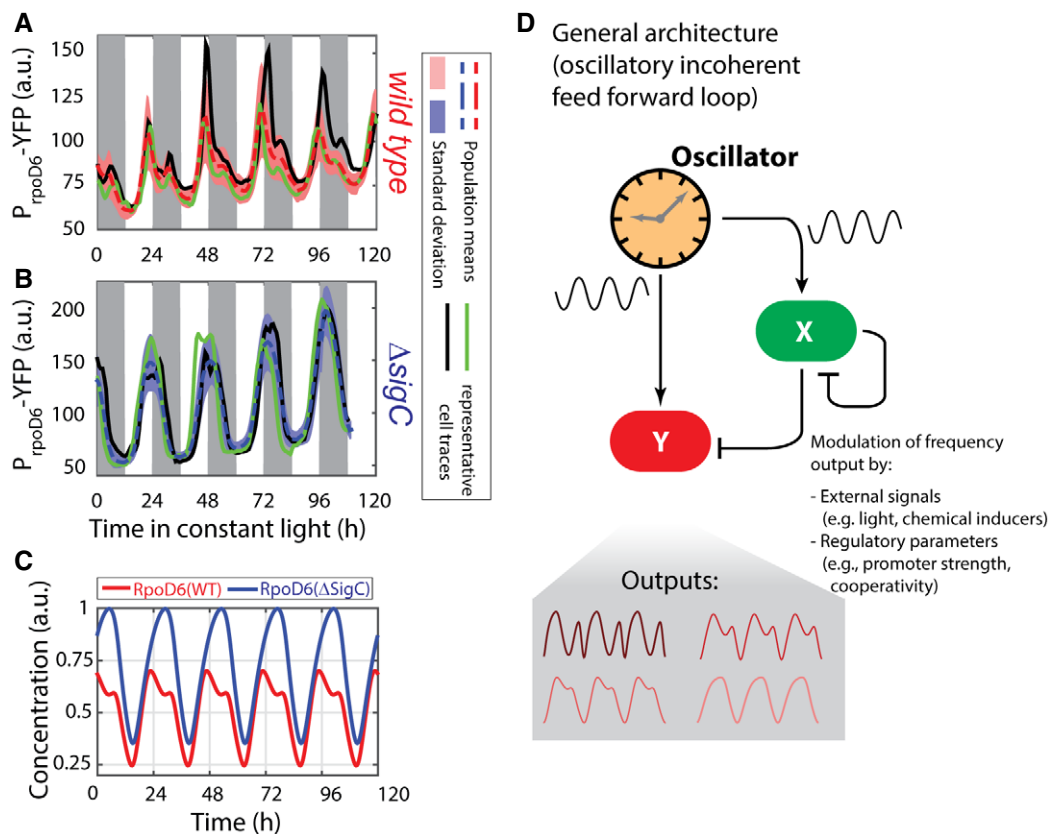 A
P_rpoD6-YFP (a.u.)
150
125
100
75
50
0 24 48 72 96 120
wild type
B
P_rpoD6-YFP (a.u.)
200
150
100
50
0 24 48 72 96 120
Time in constant light (h)
ΔsigC
Population means
Standard deviation
representative
cell traces
C
RpoD6(WT) RpoD6(ΔSigC)
Concentration (a.u.)
1
0.75
0.5
0.25
0 24 48 72 96 120
Time (h)
D
General architecture
(oscillatory incoherent
feed forward loop)
Oscillator
X
Y
Modulation of frequency
output by:
- External signals
(e.g. light, chemical inducers)
- Regulatory parameters
(e.g., promoter strength,
cooperativity)
Outputs: